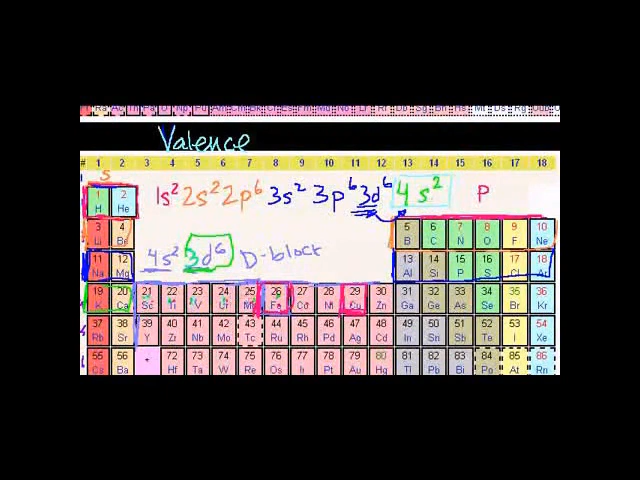 Valence
# 1 2 3 4 5 6 7 8 9 10 11 12 13 14 15 16 17 18
S
1s² 2s² 2p⁶ 3s² 3p⁶ 3d⁶ 4s² P
1 2
H He
3 4 5 6 7 8 9 10
Li Be B C N O F Ne
4s² 3d⁶ D-block
11 12 13 14 15 16 17 18
Na Mg Al Si P S Cl Ar
19 20 21 22 23 24 25 26 27 28 29 30 31 32 33 34 35 36
K Ca Sc Ti V Cr Mn Fe Co Ni Cu Zn Ga Ge As Se Br Kr
37 38 39 40 41 42 43 44 45 46 47 48 49 50 51 52 53 54
Rb Sr Y Zr Nb Mo Tc Ru Rh Pd Ag Cd In Sn Sb Te I Xe
55 56 * 72 73 74 75 76 77 78 79 80 81 82 83 84 85 86
Cs Ba Hf Ta W Re Os Ir Pt Au Hg Tl Pb Bi Po At Rn